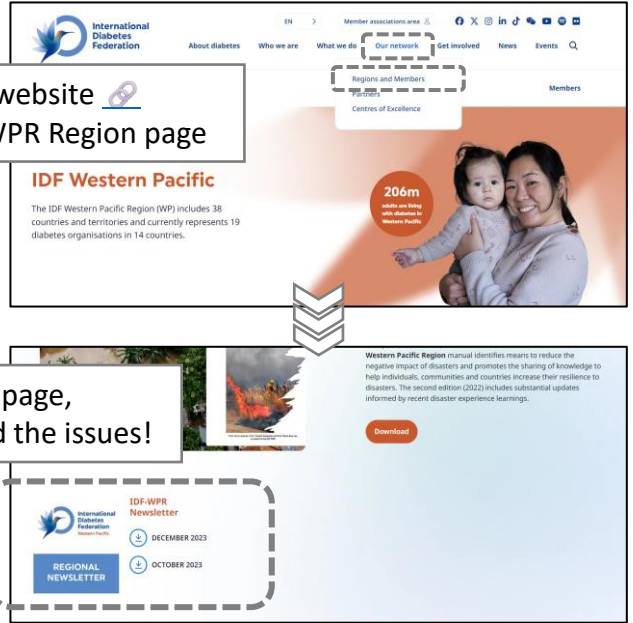 International
Diabetes
Federation
EN
Member associations area
About diabetes
Who we are
What we do
Our network
Get involved
News
Events
Regions and Members
Partners
Centres of Excellence
Members
website
WPR Region page
IDF Western Pacific
The IDF Western Pacific Region (WP) includes 38
countries and territories and currently represents 19
diabetes organisations in 14 countries.
206m
adults are living
with diabetes in
Western Pacific
Western Pacific Region manual identifies means to reduce the
negative impact of disasters and promotes the sharing of knowledge to
help individuals, communities and countries increase their resilience to
disasters. The second edition (2022) includes substantial updates
informed by recent disaster experience learnings.
Download
page,
the issues!
International
Diabetes
Federation
Western Pacific
REGIONAL
NEWSLETTER
IDF-WPR
Newsletter
DECEMBER 2023
OCTOBER 2023